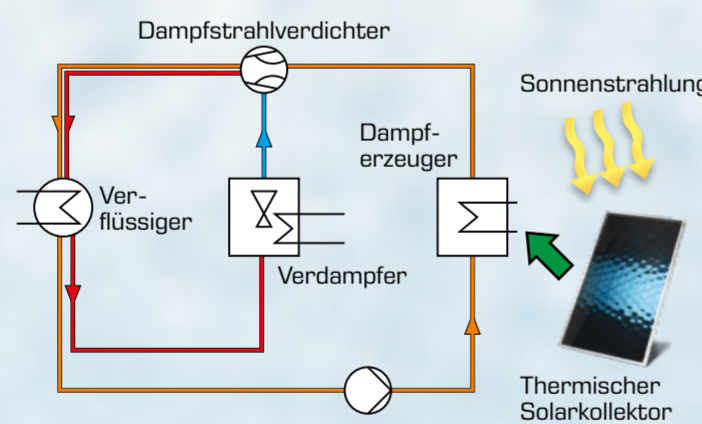 Dampfstrahlverdichter
Sonnenstrahlung
Dampf-
erzeuger
Ver-
flüssiger
Verdampfer
Thermischer
Solarkollektor